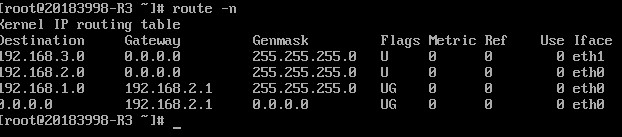 [root@20183998-R3 ~]# route -n
Kernel IP routing table
Destination     Gateway         Genmask         Flags Metric Ref    Use Iface
192.168.3.0     0.0.0.0         255.255.255.0   U     0      0        0 eth1
192.168.2.0     0.0.0.0         255.255.255.0   U     0      0        0 eth0
192.168.1.0     192.168.2.1     255.255.255.0   UG    0      0        0 eth0
0.0.0.0         192.168.2.1     0.0.0.0         UG    0      0        0 eth0
[root@20183998-R3 ~]# _